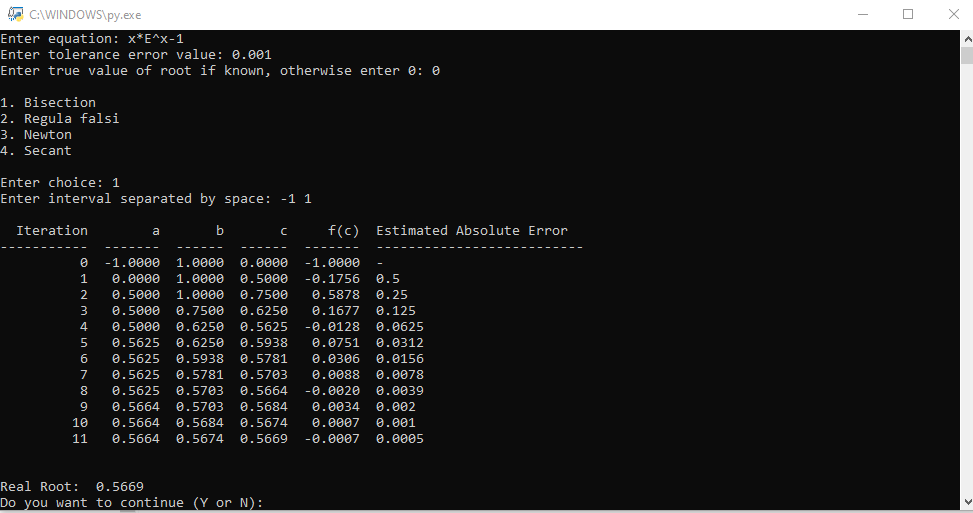 C:\WINDOWS\py.exe
Enter equation: x*E^x-1
Enter tolerance error value: 0.001
Enter true value of root if known, otherwise enter 0: 0
1. Bisection
2. Regula falsi
3. Newton
4. Secant
Enter choice: 1
Enter interval separated by space: -1 1
  Iteration        a       b       c     f(c)  Estimated Absolute Error
-----------  -------  ------  ------  -------  --------------------------
          0  -1.0000  1.0000  0.0000  -1.0000  -
          1   0.0000  1.0000  0.5000  -0.1756  0.5
          2   0.5000  1.0000  0.7500   0.5878  0.25
          3   0.5000  0.7500  0.6250   0.1677  0.125
          4   0.5000  0.6250  0.5625  -0.0128  0.0625
          5   0.5625  0.6250  0.5938   0.0751  0.0312
          6   0.5625  0.5938  0.5781   0.0306  0.0156
          7   0.5625  0.5781  0.5703   0.0088  0.0078
          8   0.5625  0.5703  0.5664  -0.0020  0.0039
          9   0.5664  0.5703  0.5684   0.0034  0.002
         10   0.5664  0.5684  0.5674   0.0007  0.001
         11   0.5664  0.5674  0.5669  -0.0007  0.0005
Real Root:  0.5669
Do you want to continue (Y or N):